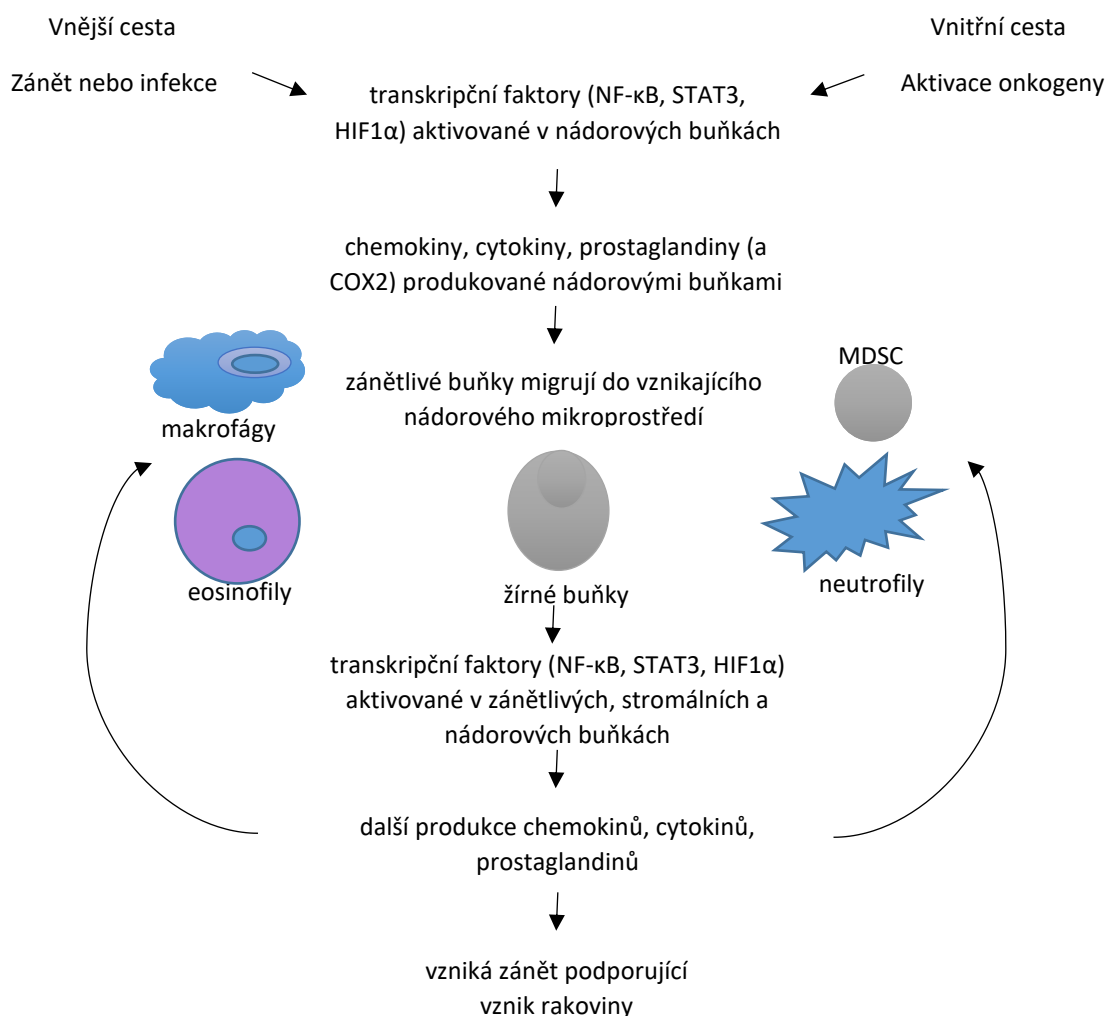 Vnější cesta
Vnitřní cesta
Zánět nebo infekce
Aktivace onkogeny
transkripční faktory (NF-κB, STAT3,
HIF1α) aktivované v nádorových buňkách
chemokiny, cytokiny, prostaglandiny (a
COX2) produkované nádorovými buňkami
MDSC
zánětlivé buňky migrují do vznikajícího
nádorového mikroprostředí
makrofágy
eosinofily
žírné buňky
neutrofily
transkripční faktory (NF-κB, STAT3, HIF1α)
aktivované v zánětlivých, stromálních a
nádorových buňkách
další produkce chemokinů, cytokinů,
prostaglandinů
vzniká zánět podporující
vznik rakoviny